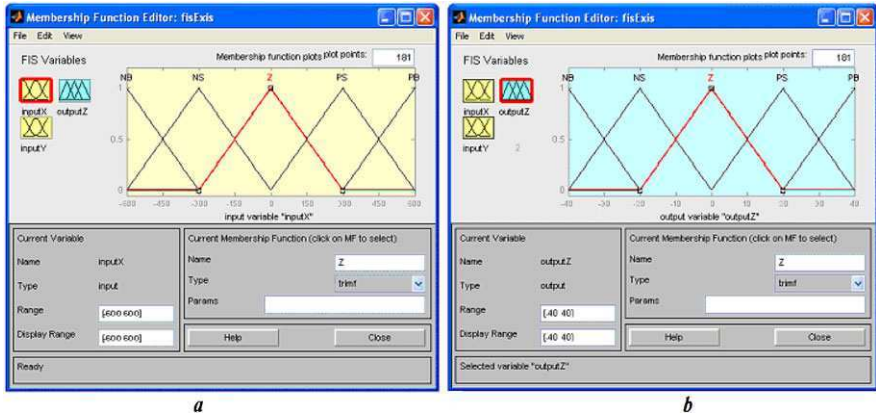 Membership Function Editor: fisExis
File Edit View
FIS Variables
Membership function plots plot points: 181
NB NS Z PS PB
1
0.5
0
inputX outputZ
inputY
-600 -450 -300 -150 0 150 300 450 600
input variable "inputX"
Current Variable
Name inputX
Type input
Range [-600 600]
Display Range [-600 600]
Current Membership Function (click on MF to select)
Name Z
Type trimf
Params
Help Close
Ready
a
Membership Function Editor: fisExis
File Edit View
FIS Variables
Membership function plots plot points: 181
NB NS Z PS PB
1
0.5
0
inputX outputZ
inputY 2
-40 -30 -20 -10 0 10 20 30 40
output variable "outputZ"
Current Variable
Name outputZ
Type output
Range [-40 40]
Display Range [-40 40]
Current Membership Function (click on MF to select)
Name Z
Type trimf
Params
Help Close
Selected variable "outputZ"
b